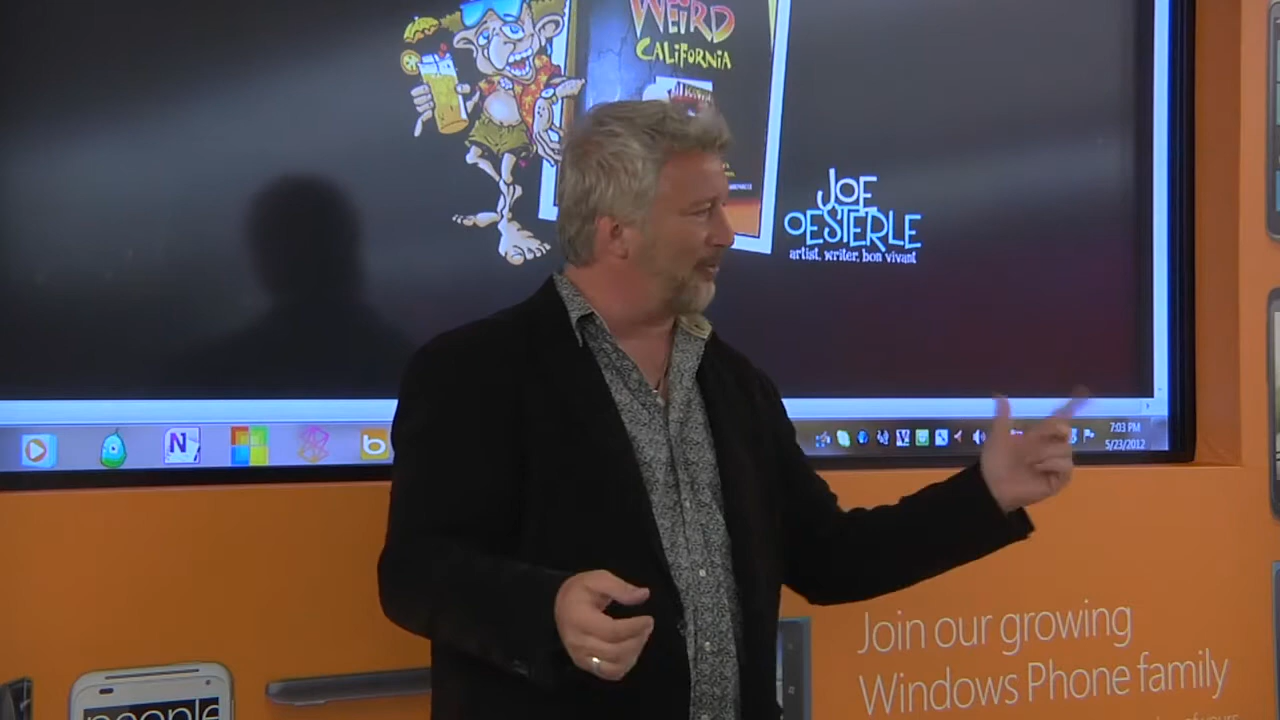 WEiRD
CALiFORNiA
JOE
OESTERLE
artist, writer, bon vivant
N
b
7:03 PM
5/23/2012
Join our growing
Windows Phone family
people